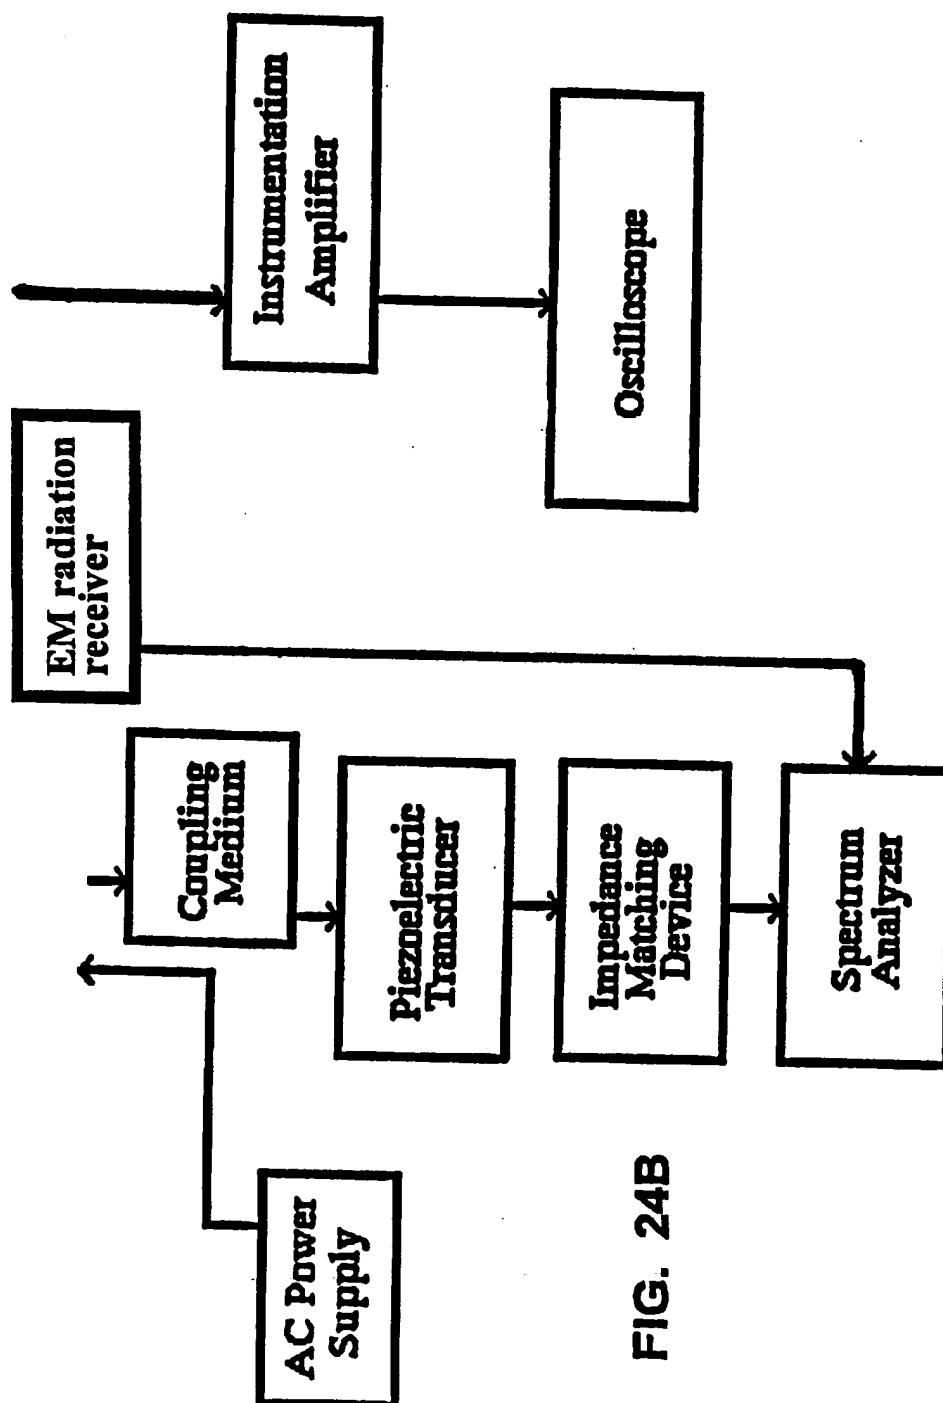 Instrumentation
Amplifier
Oscilloscope
EM radiation
receiver
Coupling
Medium
Piezoelectric
Transducer
Impedance
Matching
Device
Spectrum
Analyzer
AC Power
Supply
FIG. 24B